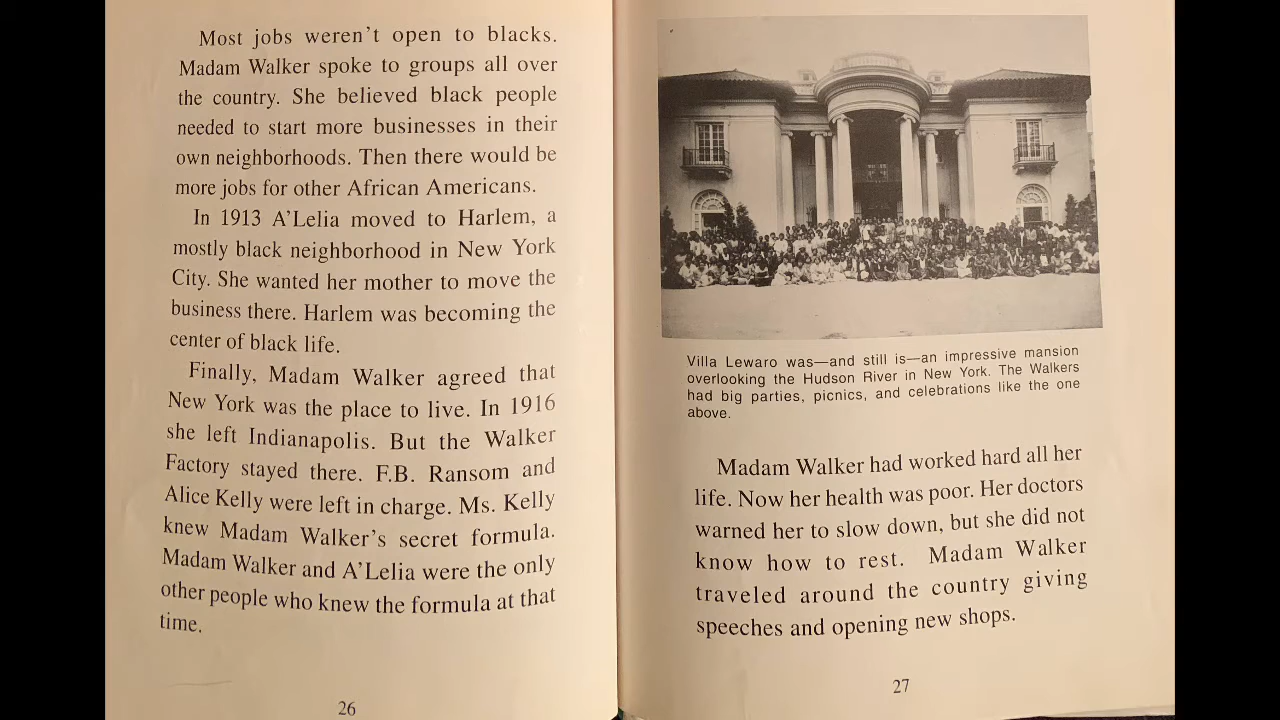 Most jobs weren't open to blacks.
Madam Walker spoke to groups all over
the country. She believed black people
needed to start more businesses in their
own neighborhoods. Then there would be
more jobs for other African Americans.
In 1913 A'Lelia moved to Harlem, a
mostly black neighborhood in New York
City. She wanted her mother to move the
business there. Harlem was becoming the
center of black life.
Finally, Madam Walker agreed that
New York was the place to live. In 1916
she left Indianapolis. But the Walker
Factory stayed there. F.B. Ransom and
Alice Kelly were left in charge. Ms. Kelly
knew Madam Walker's secret formula.
Madam Walker and A'Lelia were the only
other people who knew the formula at that
time.
26
Villa Lewaro was—and still is—an impressive mansion
overlooking the Hudson River in New York. The Walkers
had big parties, picnics, and celebrations like the one
above.
Madam Walker had worked hard all her
life. Now her health was poor. Her doctors
warned her to slow down, but she did not
know how to rest. Madam Walker
traveled around the country giving
speeches and opening new shops.
27